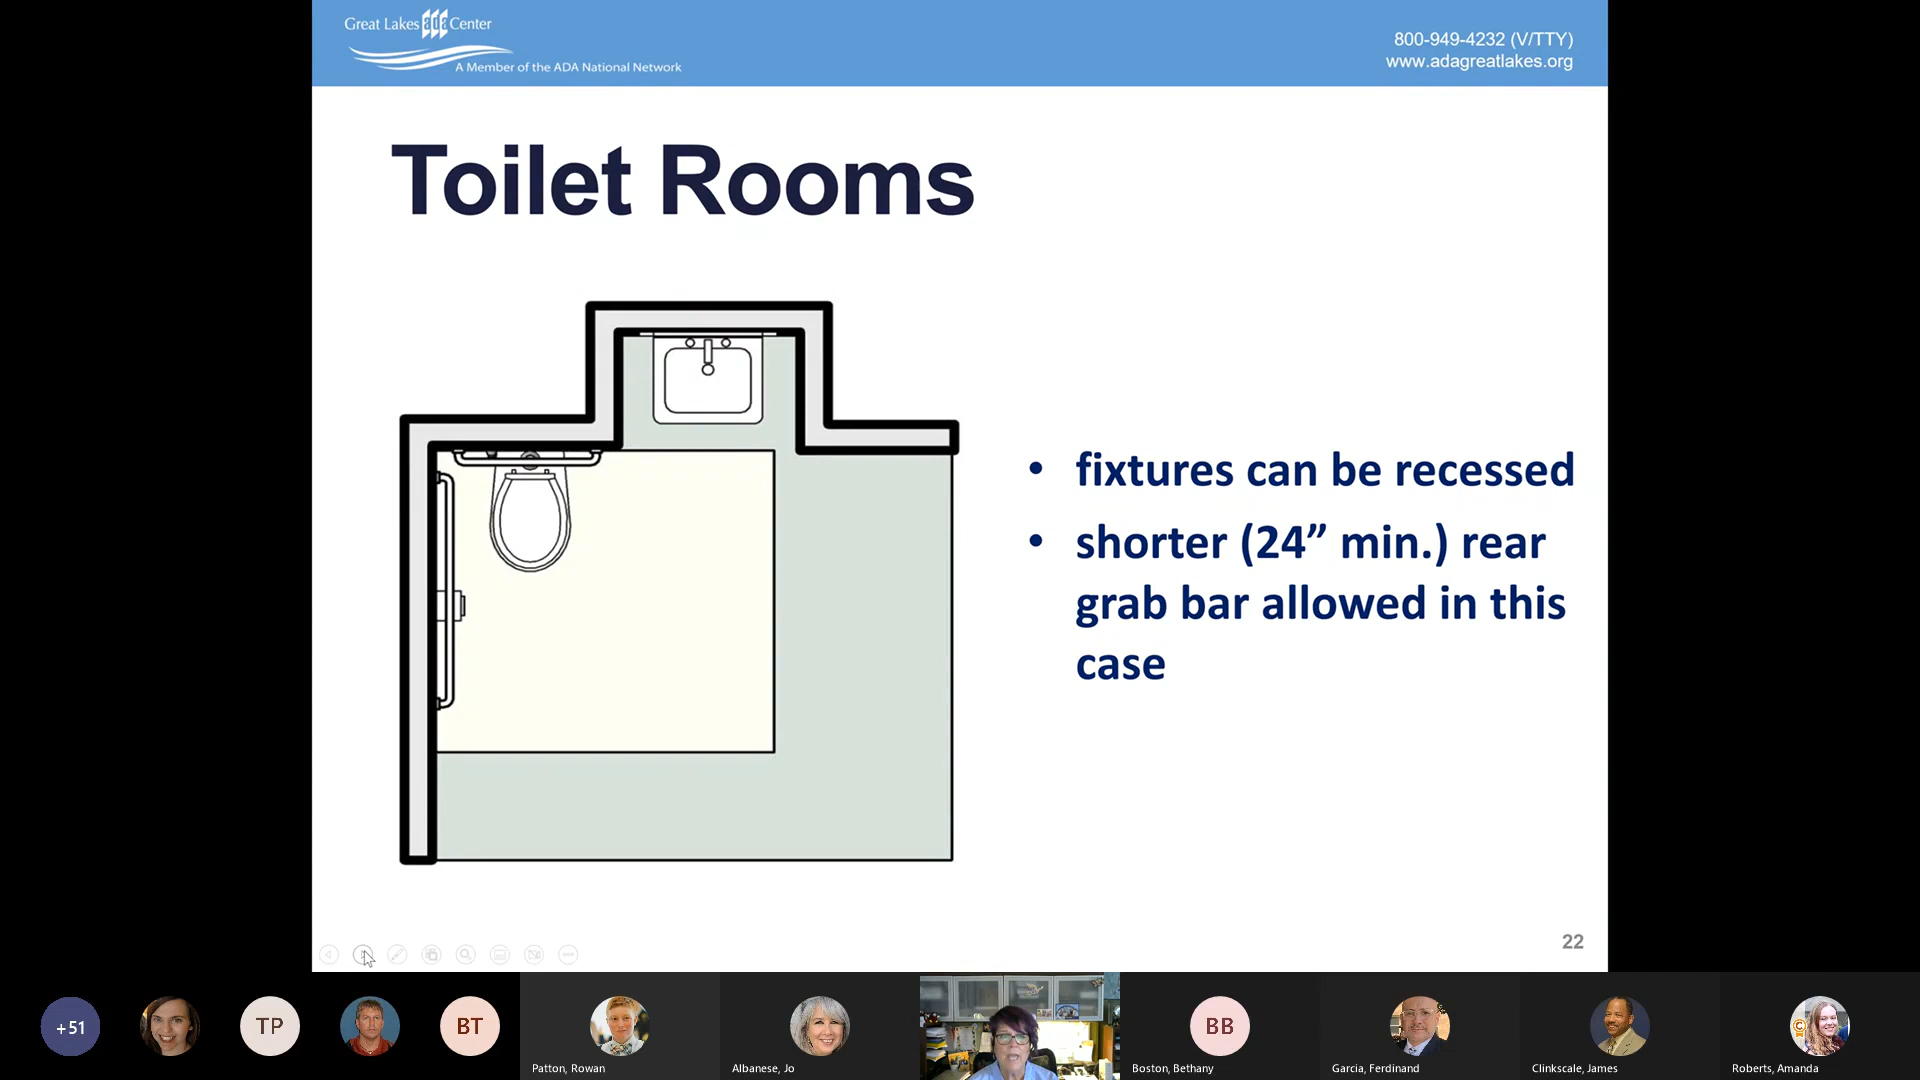 Great Lakes ada Center
A Member of the ADA National Network
800-949-4232 (V/TTY)
www.adagreatlakes.org
Toilet Rooms
• fixtures can be recessed
• shorter (24” min.) rear
grab bar allowed in this
case
22
+51
TP
BT
Patton, Rowan
Albanese, Jo
BB
Boston, Bethany
Garcia, Ferdinand
Clinkscale, James
Roberts, Amanda